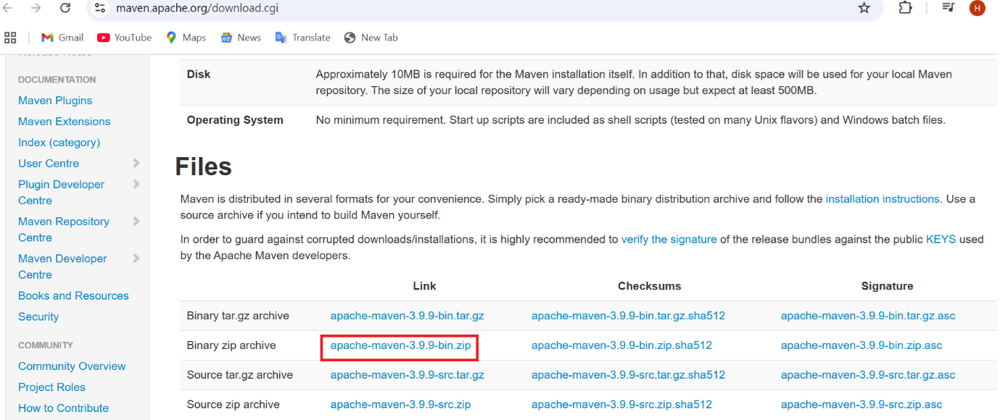 maven.apache.org/download.cgi
H
Gmail
YouTube
Maps
News
Translate
New Tab
DOCUMENTATION
Maven Plugins
Maven Extensions
Index (category)
User Centre
Plugin Developer
Centre
Maven Repository
Centre
Maven Developer
Centre
Books and Resources
Security
COMMUNITY
Community Overview
Project Roles
How to Contribute
Disk Approximately 10MB is required for the Maven installation itself. In addition to that, disk space will be used for your local Maven
repository. The size of your local repository will vary depending on usage but expect at least 500MB.
Operating System No minimum requirement. Start up scripts are included as shell scripts (tested on many Unix flavors) and Windows batch files.
Files
Maven is distributed in several formats for your convenience. Simply pick a ready-made binary distribution archive and follow the installation instructions. Use a
source archive if you intend to build Maven yourself.
In order to guard against corrupted downloads/installations, it is highly recommended to verify the signature of the release bundles against the public KEYS used
by the Apache Maven developers.
Link Checksums Signature
Binary tar.gz archive apache-maven-3.9.9-bin.tar.gz apache-maven-3.9.9-bin.tar.gz.sha512 apache-maven-3.9.9-bin.tar.gz.asc
Binary zip archive apache-maven-3.9.9-bin.zip apache-maven-3.9.9-bin.zip.sha512 apache-maven-3.9.9-bin.zip.asc
Source tar.gz archive apache-maven-3.9.9-src.tar.gz apache-maven-3.9.9-src.tar.gz.sha512 apache-maven-3.9.9-src.tar.gz.asc
Source zip archive apache-maven-3.9.9-src.zip apache-maven-3.9.9-src.zip.sha512 apache-maven-3.9.9-src.zip.asc